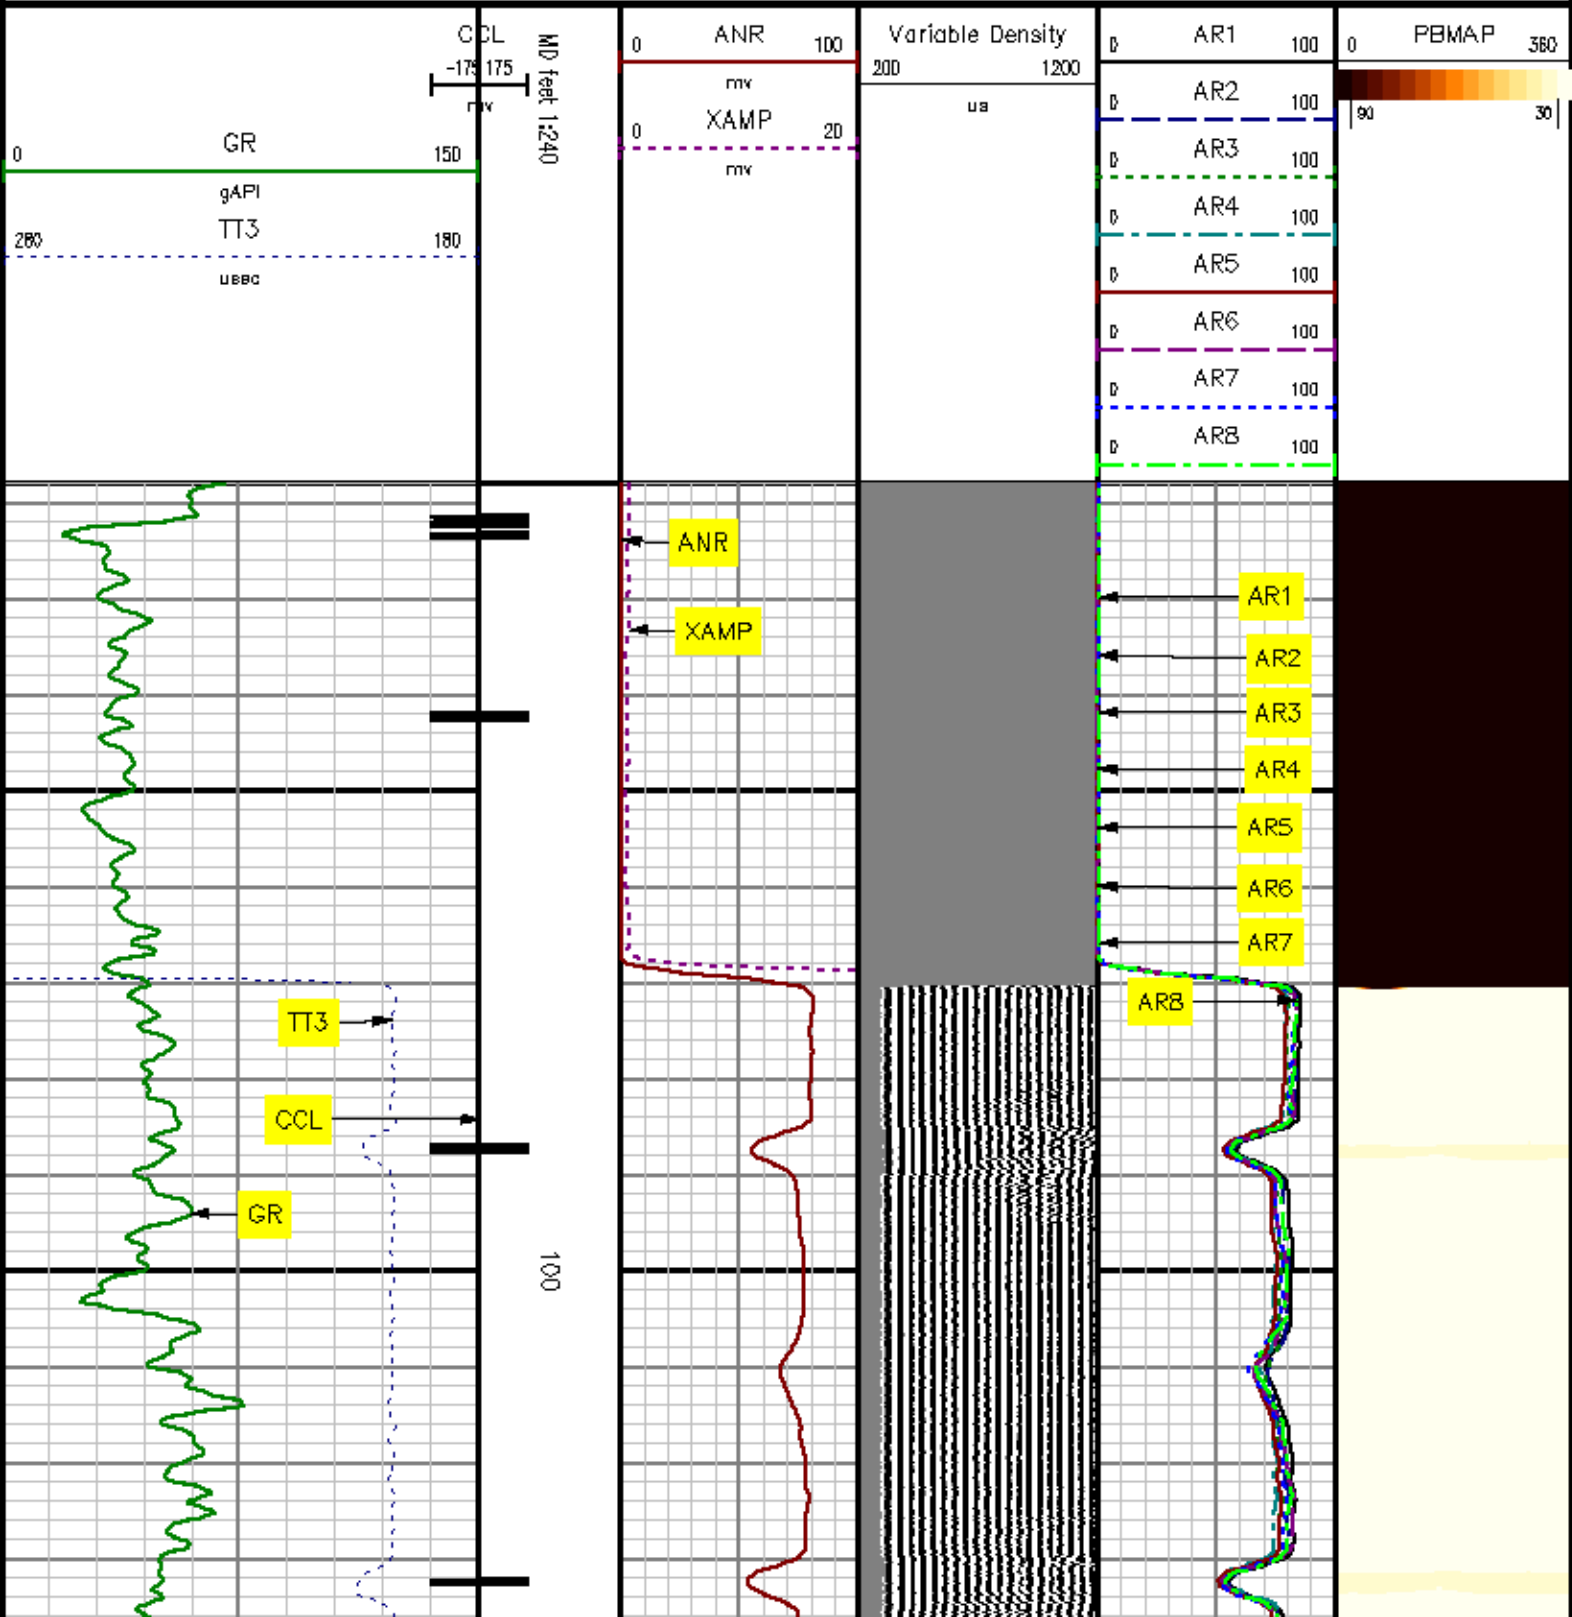 CCL
-175 175
mv
GR
0 150
gAPI
TT3
280 180
usec
MD feet 1:240
ANR
0 100
mv
XAMP
0 20
mv
Variable Density
200 1200
us
AR1
0 100
AR2
0 100
AR3
0 100
AR4
0 100
AR5
0 100
AR6
0 100
AR7
0 100
AR8
0 100
PBMAP
0 360
90 30
ANR
XAMP
AR1
AR2
AR3
AR4
AR5
AR6
AR7
AR8
TT3
CCL
GR
100